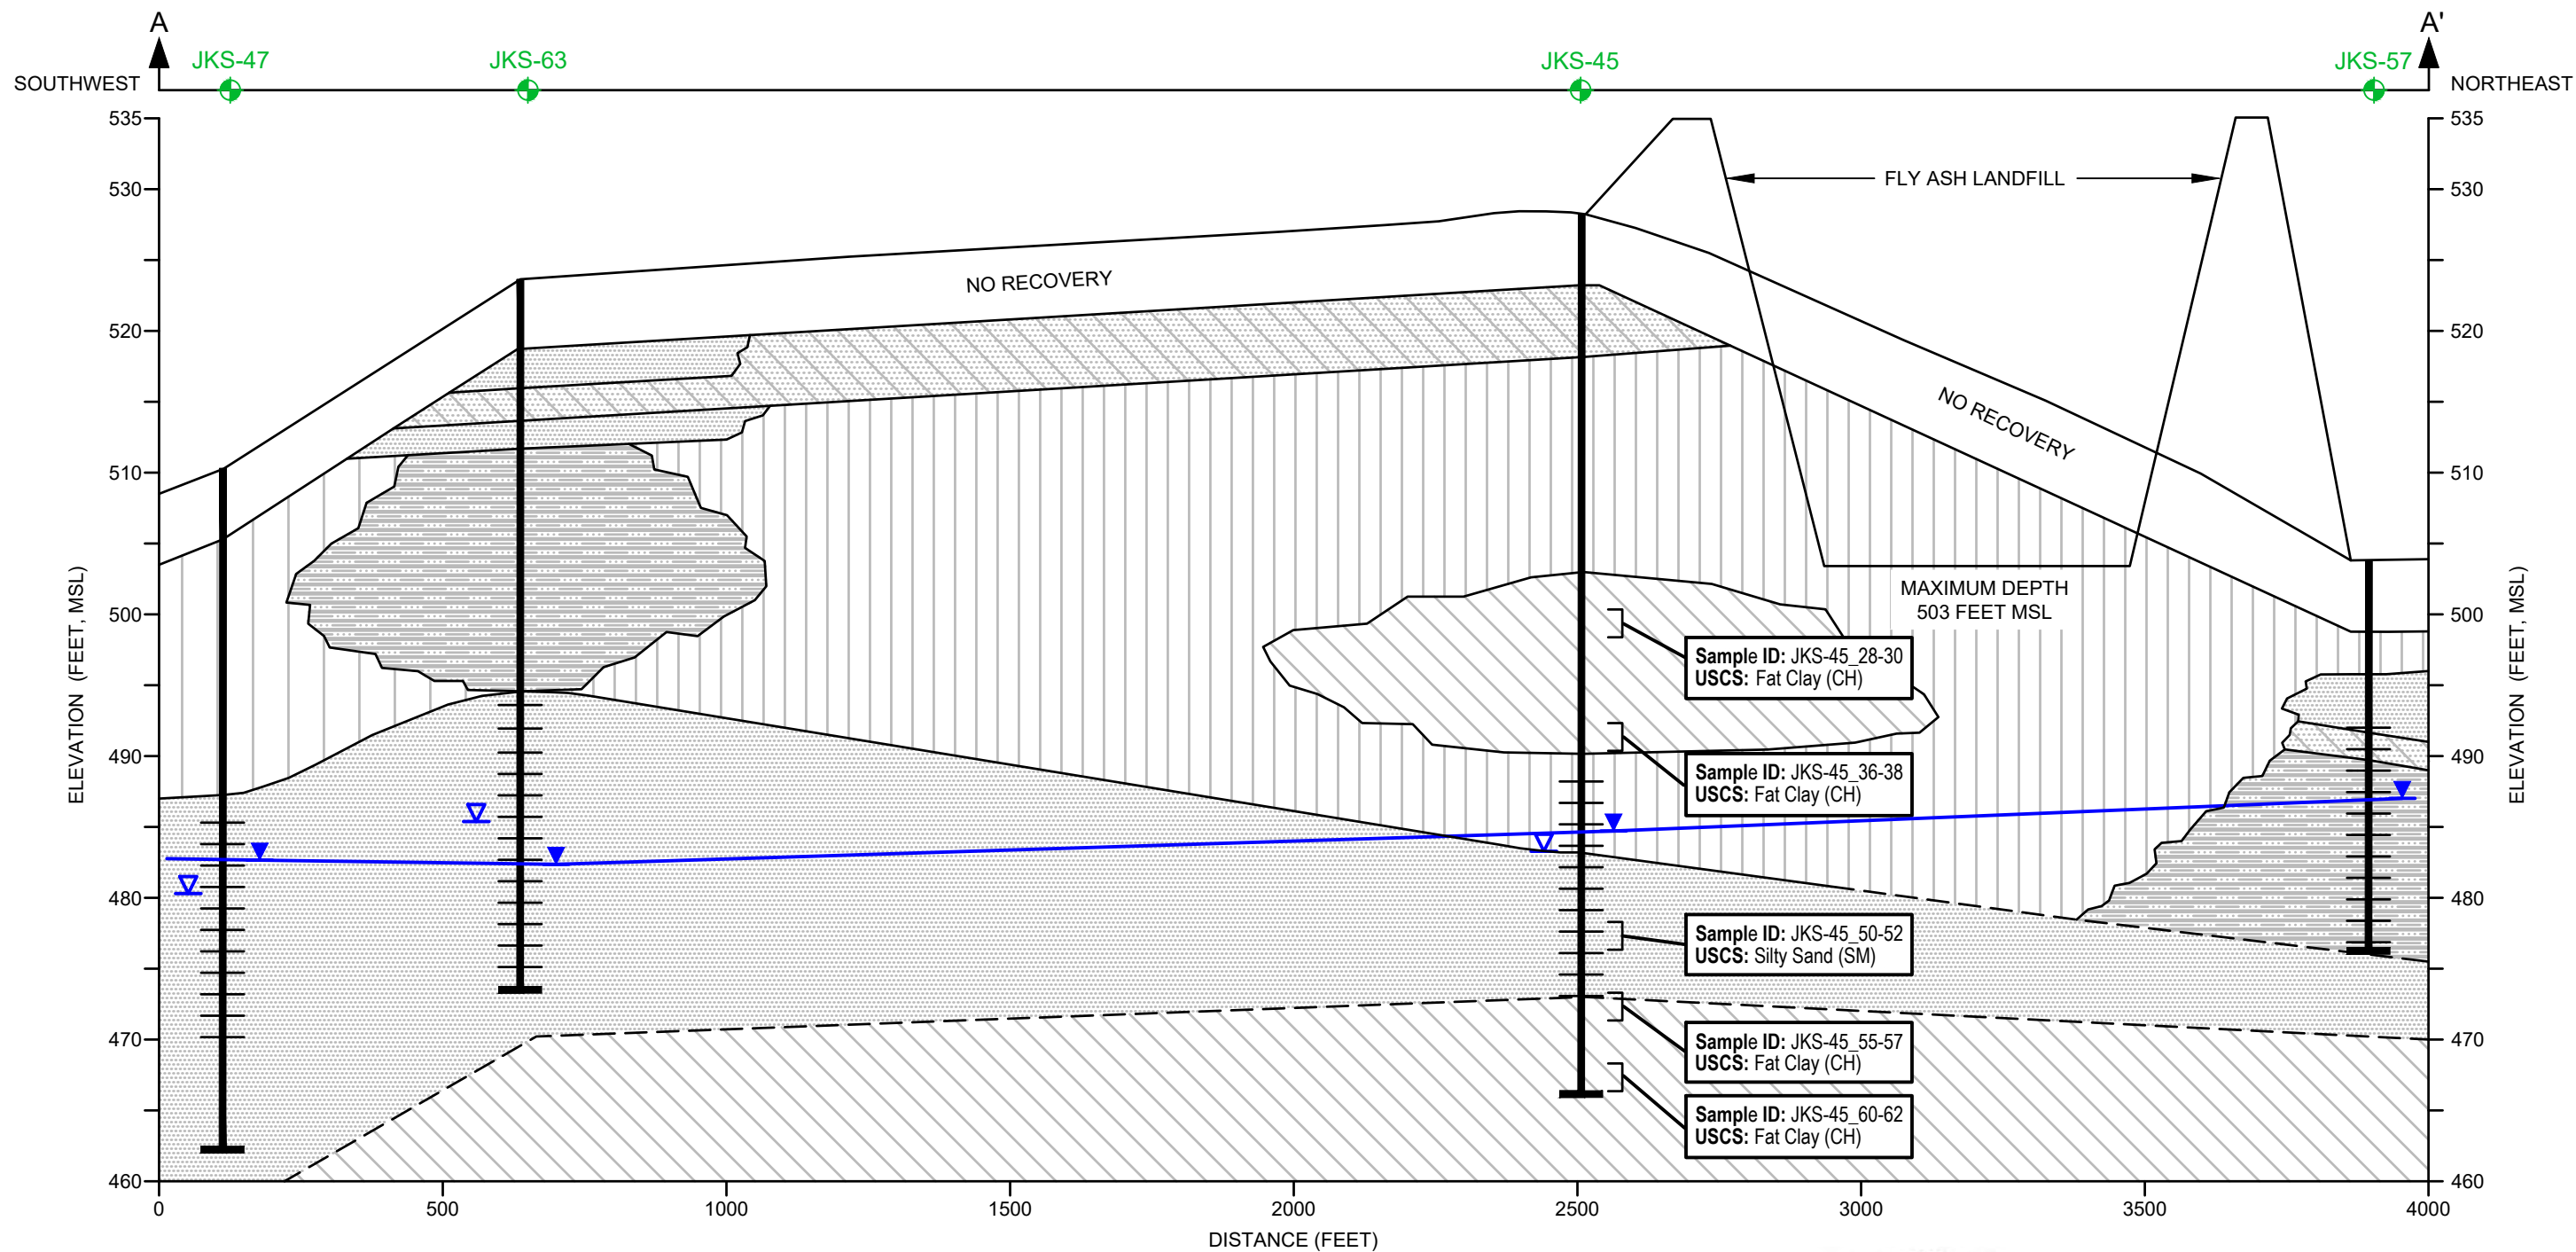 A
A'
JKS-47
JKS-63
JKS-45
JKS-57
SOUTHWEST
NORTHEAST
535
535
530
530
FLY ASH LANDFILL
NO RECOVERY
520
520
NO RECOVERY
510
510
MAXIMUM DEPTH
503 FEET MSL
500
500
ELEVATION (FEET, MSL)
ELEVATION (FEET, MSL)
Sample ID: JKS-45_28-30
USCS: Fat Clay (CH)
490
490
Sample ID: JKS-45_36-38
USCS: Fat Clay (CH)
480
480
Sample ID: JKS-45_50-52
USCS: Silty Sand (SM)
470
470
Sample ID: JKS-45_55-57
USCS: Fat Clay (CH)
Sample ID: JKS-45_60-62
USCS: Fat Clay (CH)
460
460
0
500
1000
1500
2000
2500
3000
3500
4000
DISTANCE (FEET)